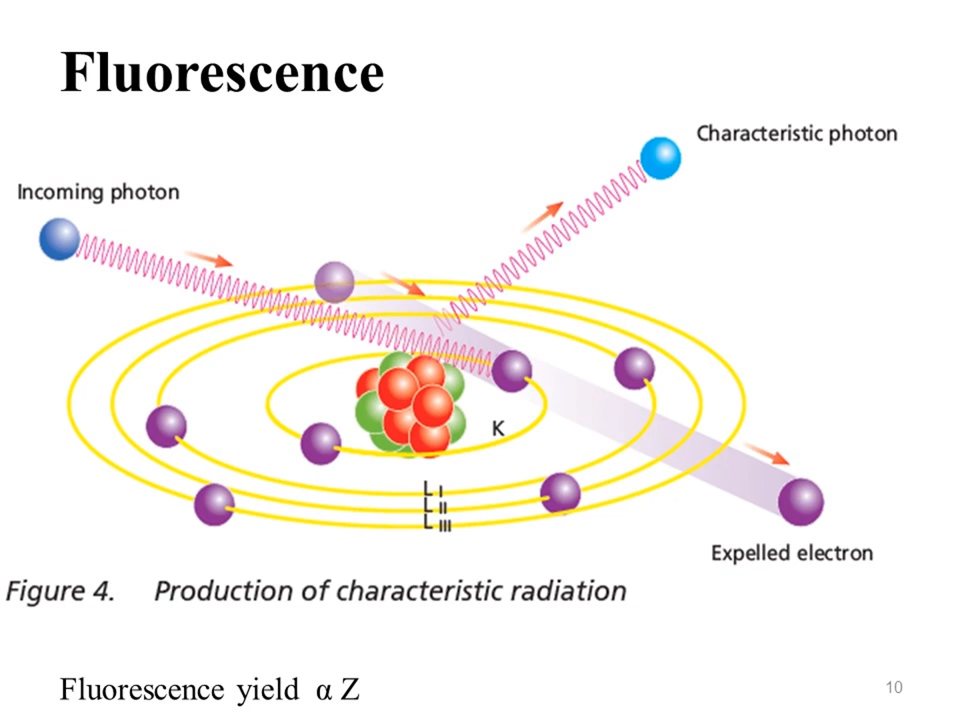 Fluorescence
Characteristic photon
Incoming photon
K
L I
L II
L III
Expelled electron
Figure 4. Production of characteristic radiation
Fluorescence yield α Z
10